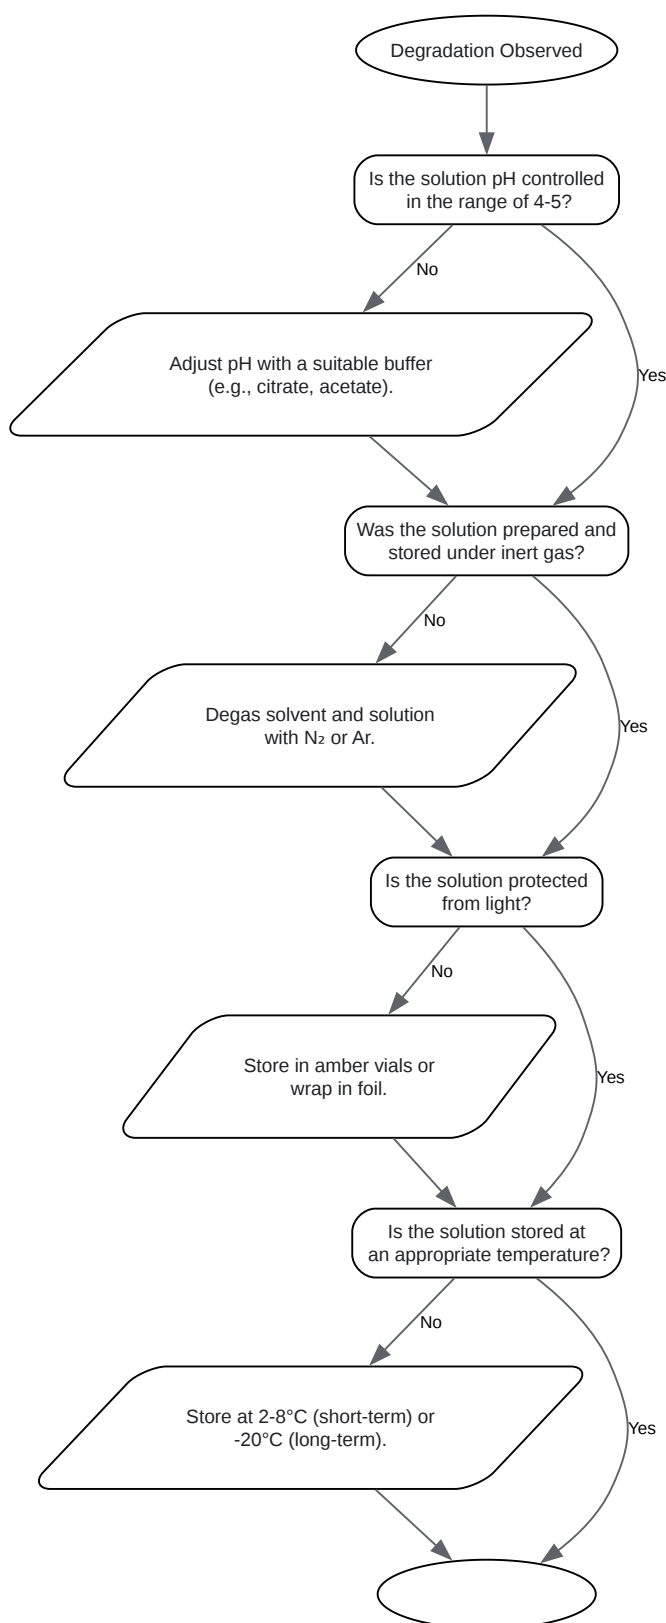 Degradation Observed
Is the solution pH controlled
in the range of 4-5?
No
Adjust pH with a suitable buffer
(e.g., citrate, acetate).
Yes
Was the solution prepared and
stored under inert gas?
No
Degas solvent and solution
with N₂ or Ar.
Yes
Is the solution protected
from light?
No
Store in amber vials or
wrap in foil.
Yes
Is the solution stored at
an appropriate temperature?
No
Store at 2-8°C (short-term) or
-20°C (long-term).
Yes